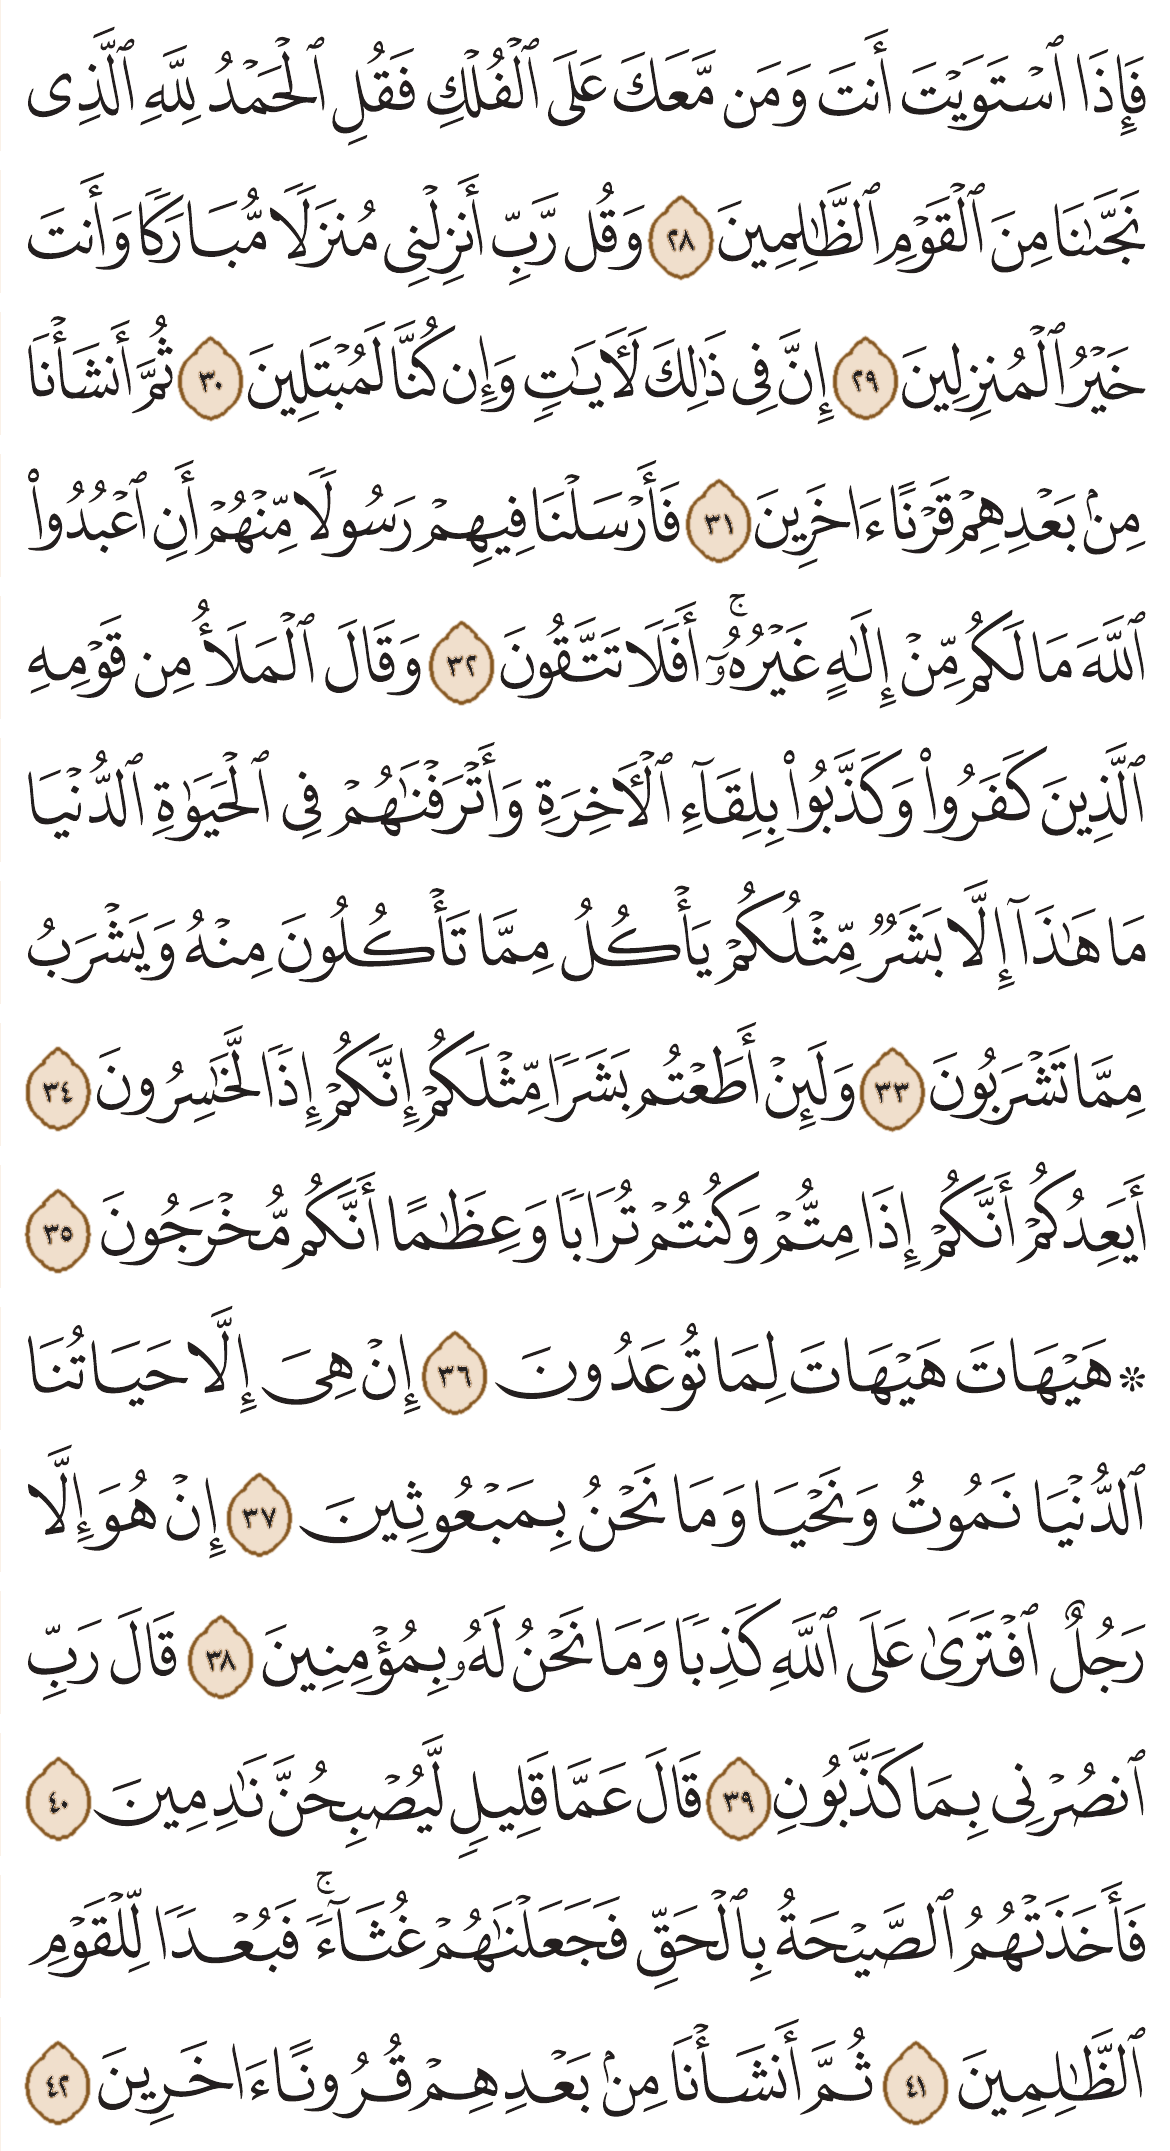 فَإِذَا ٱسْتَوَيْتَ أَنتَ وَمَن مَّعَكَ عَلَى ٱلْفُلْكِ فَقُلِ ٱلْحَمْدُ لِلَّهِ ٱلَّذِى
نَجَّىٰنَا مِنَ ٱلْقَوْمِ ٱلظَّٰلِمِينَ ٢٨ وَقُل رَّبِّ أَنزِلْنِى مُنزَلًا مُّبَارَكًا وَأَنتَ
خَيْرُ ٱلْمُنزِلِينَ ٢٩ إِنَّ فِى ذَٰلِكَ لَـَٔايَٰتٍ وَإِن كُنَّا لَمُبْتَلِينَ ٣٠ ثُمَّ أَنشَأْنَا
مِنۢ بَعْدِهِمْ قَرْنًا ءَاخَرِينَ ٣١ فَأَرْسَلْنَا فِيهِمْ رَسُولًا مِّنْهُمْ أَنِ ٱعْبُدُوا۟
ٱللَّهَ مَا لَكُم مِّنْ إِلَٰهٍ غَيْرُهُۥٓ ۚ أَفَلَا تَتَّقُونَ ٣٢ وَقَالَ ٱلْمَلَأُ مِن قَوْمِهِ
ٱلَّذِينَ كَفَرُوا۟ وَكَذَّبُوا۟ بِلِقَآءِ ٱلْـَٔاخِرَةِ وَأَتْرَفْنَٰهُمْ فِى ٱلْحَيَوٰةِ ٱلدُّنْيَا
مَا هَٰذَآ إِلَّا بَشَرٌ مِّثْلُكُمْ يَأْكُلُ مِمَّا تَأْكُلُونَ مِنْهُ وَيَشْرَبُ
مِمَّا تَشْرَبُونَ ٣٣ وَلَئِنْ أَطَعْتُم بَشَرًا مِّثْلَكُمْ إِنَّكُمْ إِذًا لَّخَٰسِرُونَ ٣٤
أَيَعِدُكُمْ أَنَّكُمْ إِذَا مِتُّمْ وَكُنتُمْ تُرَابًا وَعِظَٰمًا أَنَّكُم مُّخْرَجُونَ ٣٥
۞ هَيْهَاتَ هَيْهَاتَ لِمَا تُوعَدُونَ ٣٦ إِنْ هِىَ إِلَّا حَيَاتُنَا
ٱلدُّنْيَا نَمُوتُ وَنَحْيَا وَمَا نَحْنُ بِمَبْعُوثِينَ ٣٧ إِنْ هُوَ إِلَّا
رَجُلٌ ٱفْتَرَىٰ عَلَى ٱللَّهِ كَذِبًا وَمَا نَحْنُ لَهُۥ بِمُؤْمِنِينَ ٣٨ قَالَ رَبِّ
ٱنصُرْنِى بِمَا كَذَّبُونِ ٣٩ قَالَ عَمَّا قَلِيلٍ لَّيُصْبِحُنَّ نَٰدِمِينَ ٤٠
فَأَخَذَتْهُمُ ٱلصَّيْحَةُ بِٱلْحَقِّ فَجَعَلْنَٰهُمْ غُثَآءً ۚ فَبُعْدًا لِّلْقَوْمِ
ٱلظَّٰلِمِينَ ٤١ ثُمَّ أَنشَأْنَا مِنۢ بَعْدِهِمْ قُرُونًا ءَاخَرِينَ ٤٢